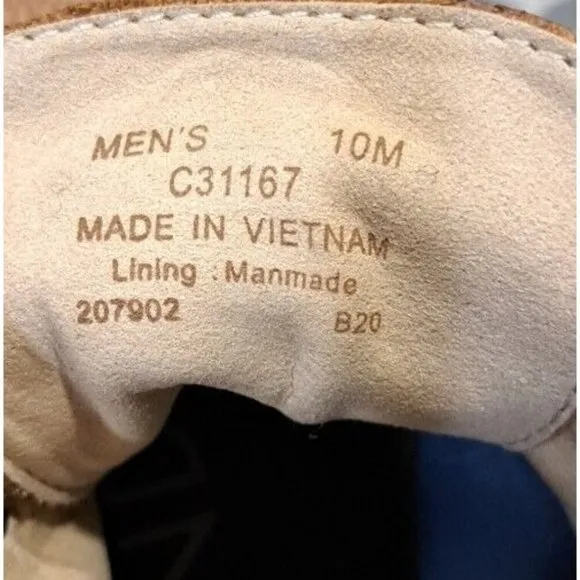 MEN'S 10M
C31167
MADE IN VIETNAM
Lining : Manmade
207902 B20